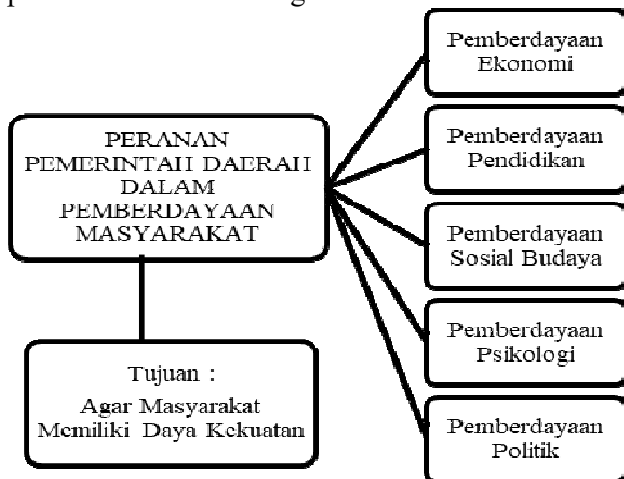 Pemberdayaan
Ekonomi
PERANAN
PEMERINTAH DAERAH
DALAM
PEMBERDAYAAN
MASYARAKAT
Pemberdayaan
Pendidikan
Pemberdayaan
Sosial Budaya
Pemberdayaan
Psikologi
Pemberdayaan
Politik
Tujuan :
Agar Masyarakat
Memiliki Daya Kekuatan